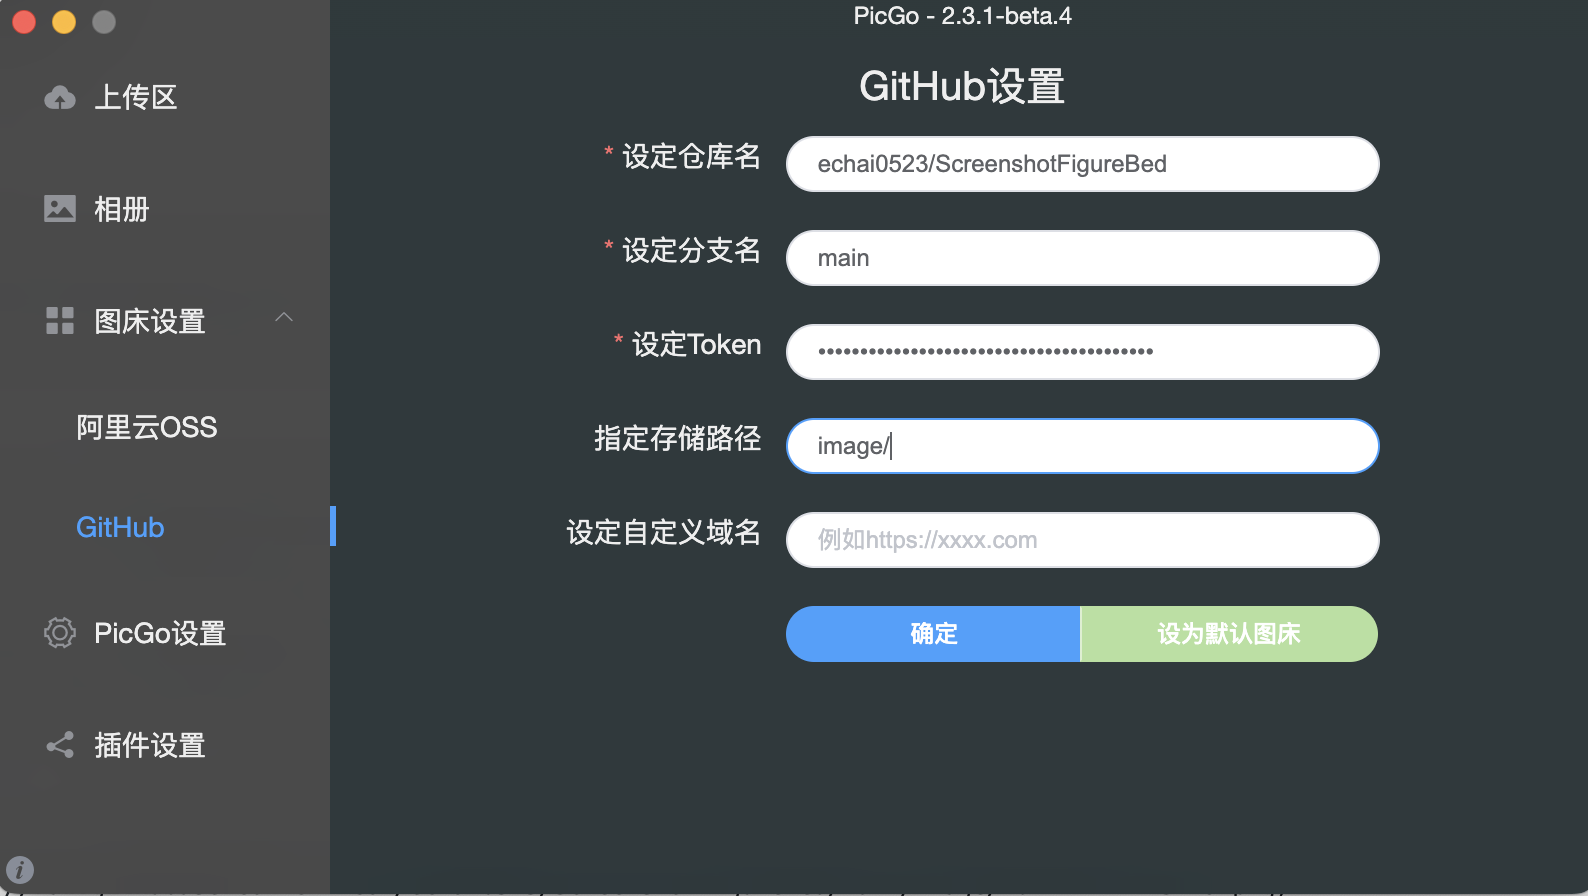 PicGo - 2.3.1-beta.4
上传区
相册
图床设置
阿里云OSS
GitHub
PicGo设置
插件设置
GitHub设置
* 设定仓库名
echai0523/ScreenshotFigureBed
* 设定分支名
main
* 设定Token
••••••••••••••••••••••••••••••••••••••••
指定存储路径
image/
设定自定义域名
例如https://xxxx.com
确定
设为默认图床